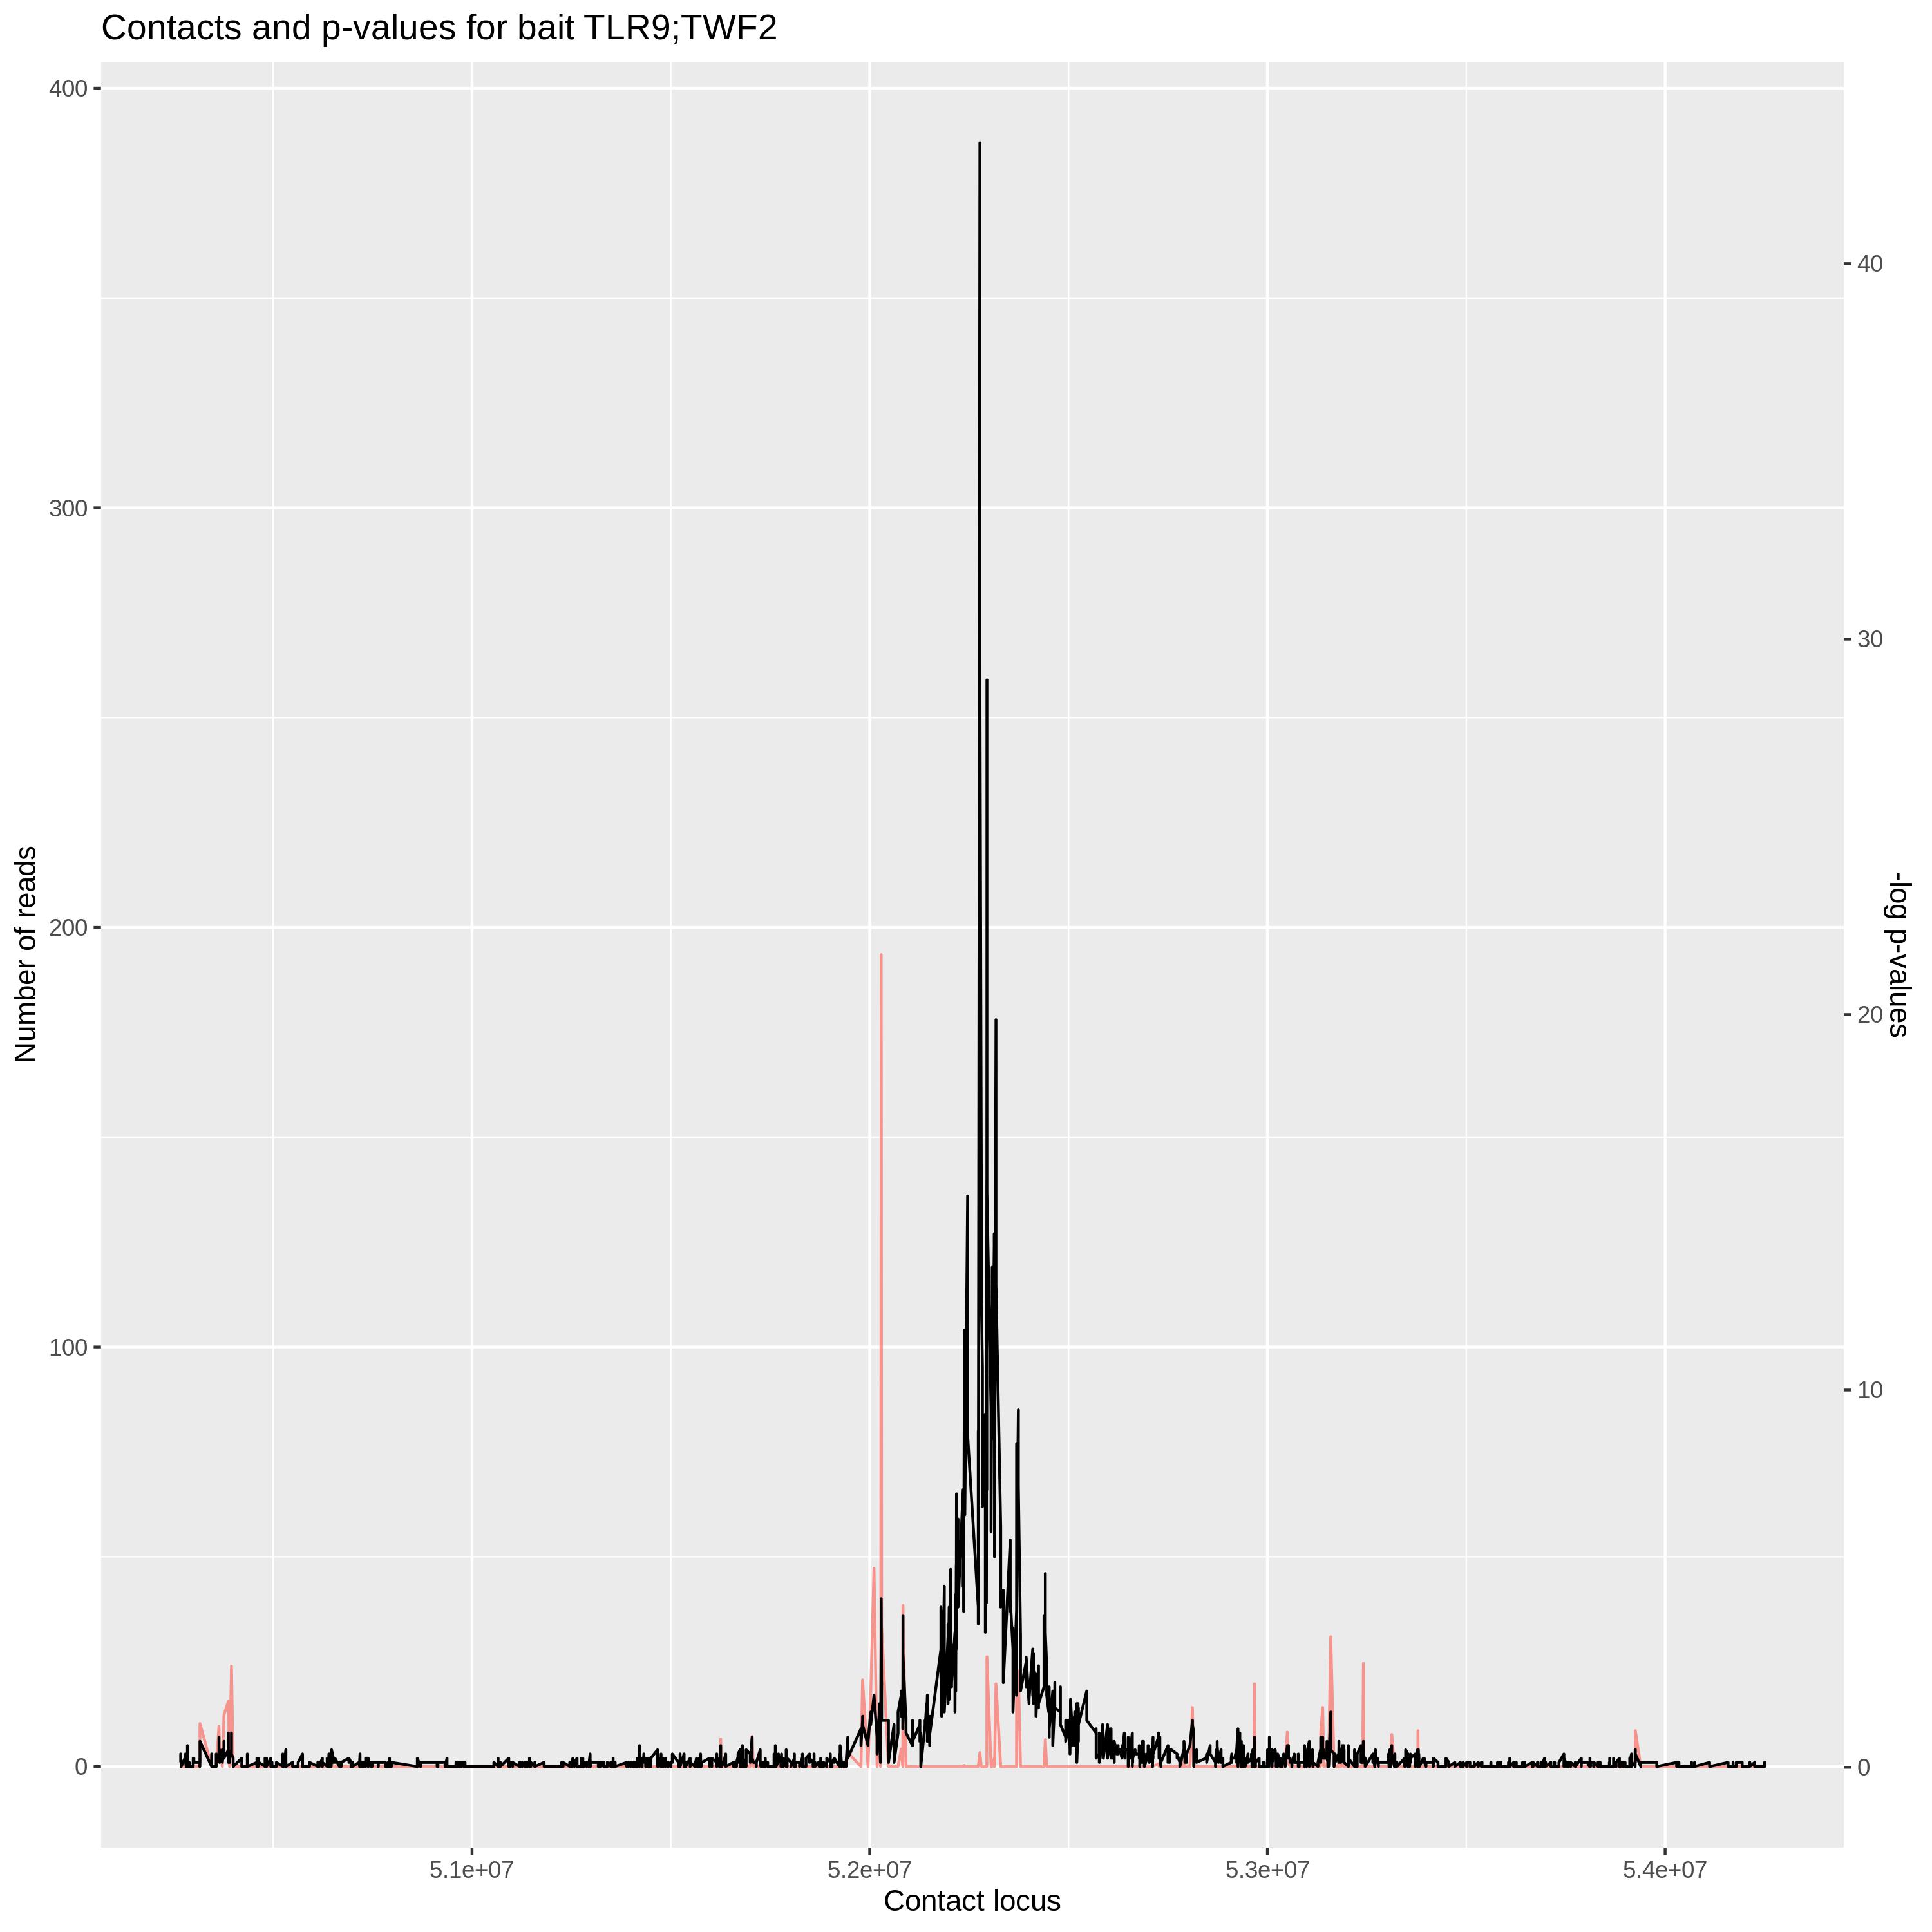 Contacts and p-values for bait TLR9;TWF2
400
300
200
100
0
Number of reads
40
30
20
10
0
-log p-values
5.1e+07
5.2e+07
5.3e+07
5.4e+07
Contact locus